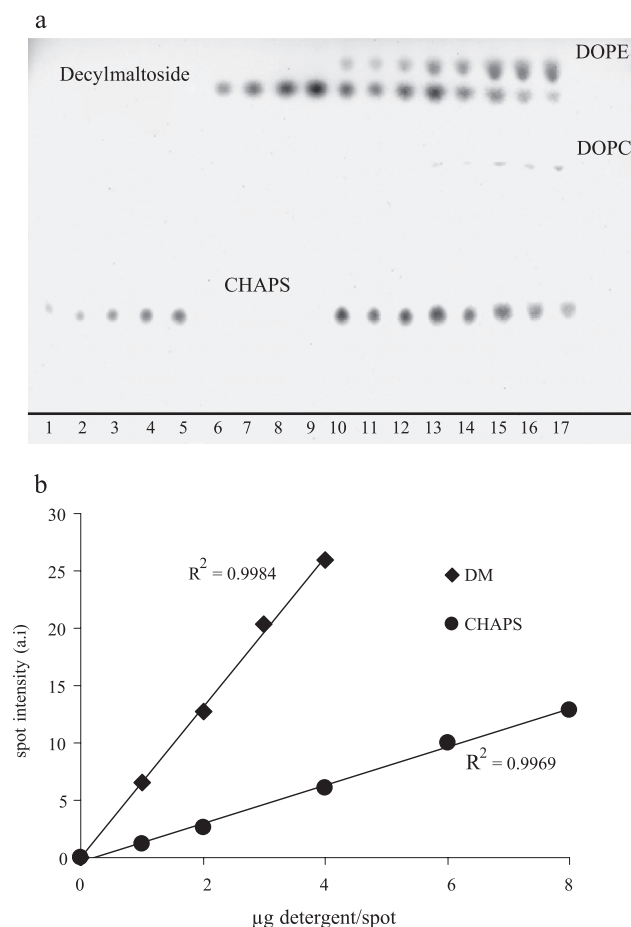 a
DOPE
Decylmaltoside
DOPC
CHAPS
1 2 3 4 5 6 7 8 9 10 11 12 13 14 15 16 17
b
30
25
20
15
10
5
0
R² = 0.9984
DM
CHAPS
R² = 0.9969
spot intensity (a.i)
0 2 4 6 8
µg detergent/spot